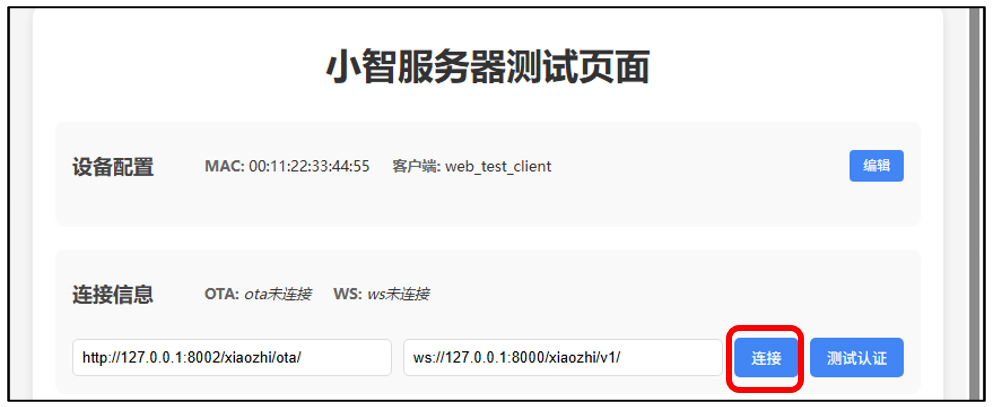 小智服务器测试页面
设备配置 MAC: 00:11:22:33:44:55 客户端: web_test_client 编辑
连接信息 OTA: ota未连接 WS: ws未连接
http://127.0.0.1:8002/xiaozhi/ota/ ws://127.0.0.1:8000/xiaozhi/v1/ 连接 测试认证